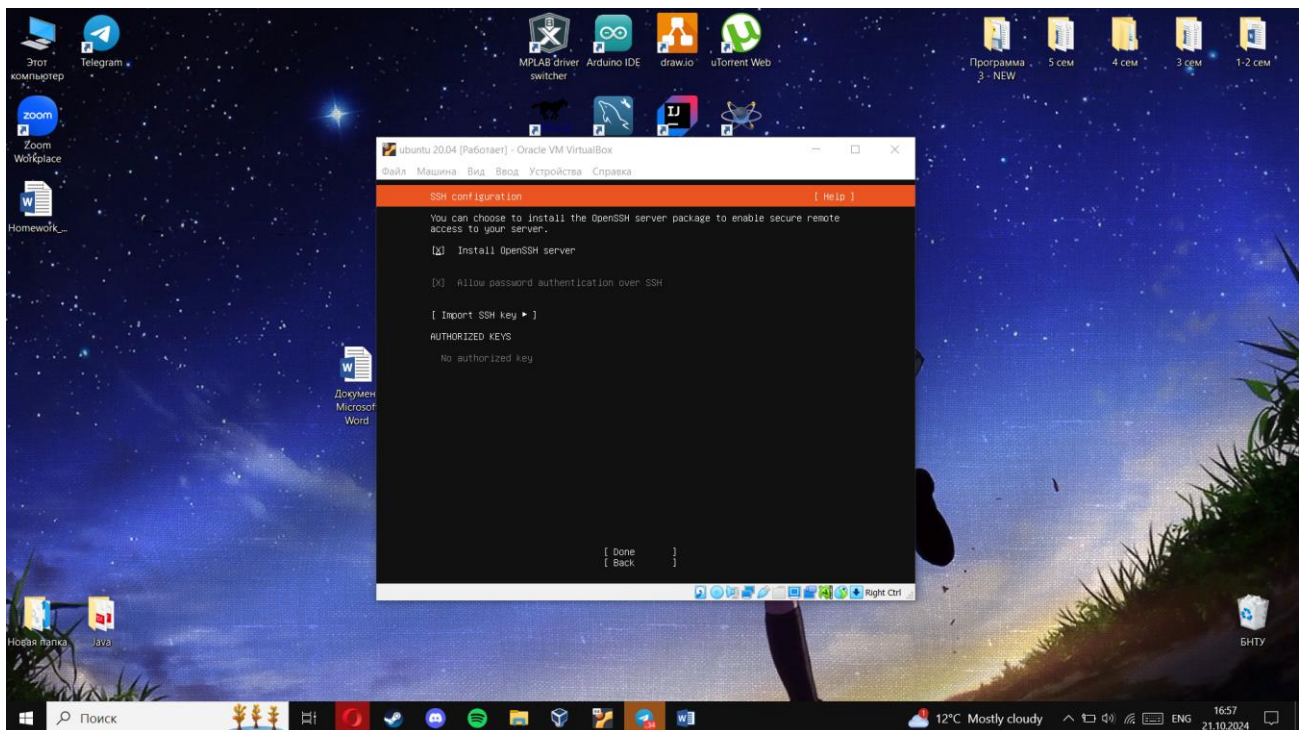 Этот
компьютер
Telegram
MPLAB driver
switcher
Arduino IDE
draw.io
uTorrent Web
Программа
3 - NEW
5 сем
4 сем
3 сем
1-2 сем
zoom
Zoom
Workplace
IJ
Homework_...
ubuntu 20.04 [Работает] - Oracle VM VirtualBox
Файл Машина Вид Ввод Устройства Справка
SSH configuration [ Help ]
You can choose to install the OpenSSH server package to enable secure remote
access to your server.
[X] Install OpenSSH server
[X] Allow password authentication over SSH
[ Import SSH key ► ]
AUTHORIZED KEYS
No authorized key
[ Done ]
[ Back ]
Right Ctrl
Докумен
Microsof
Word
Новая папка
Java
БНТУ
Поиск
12°C Mostly cloudy
ENG
16:57
21.10.2024